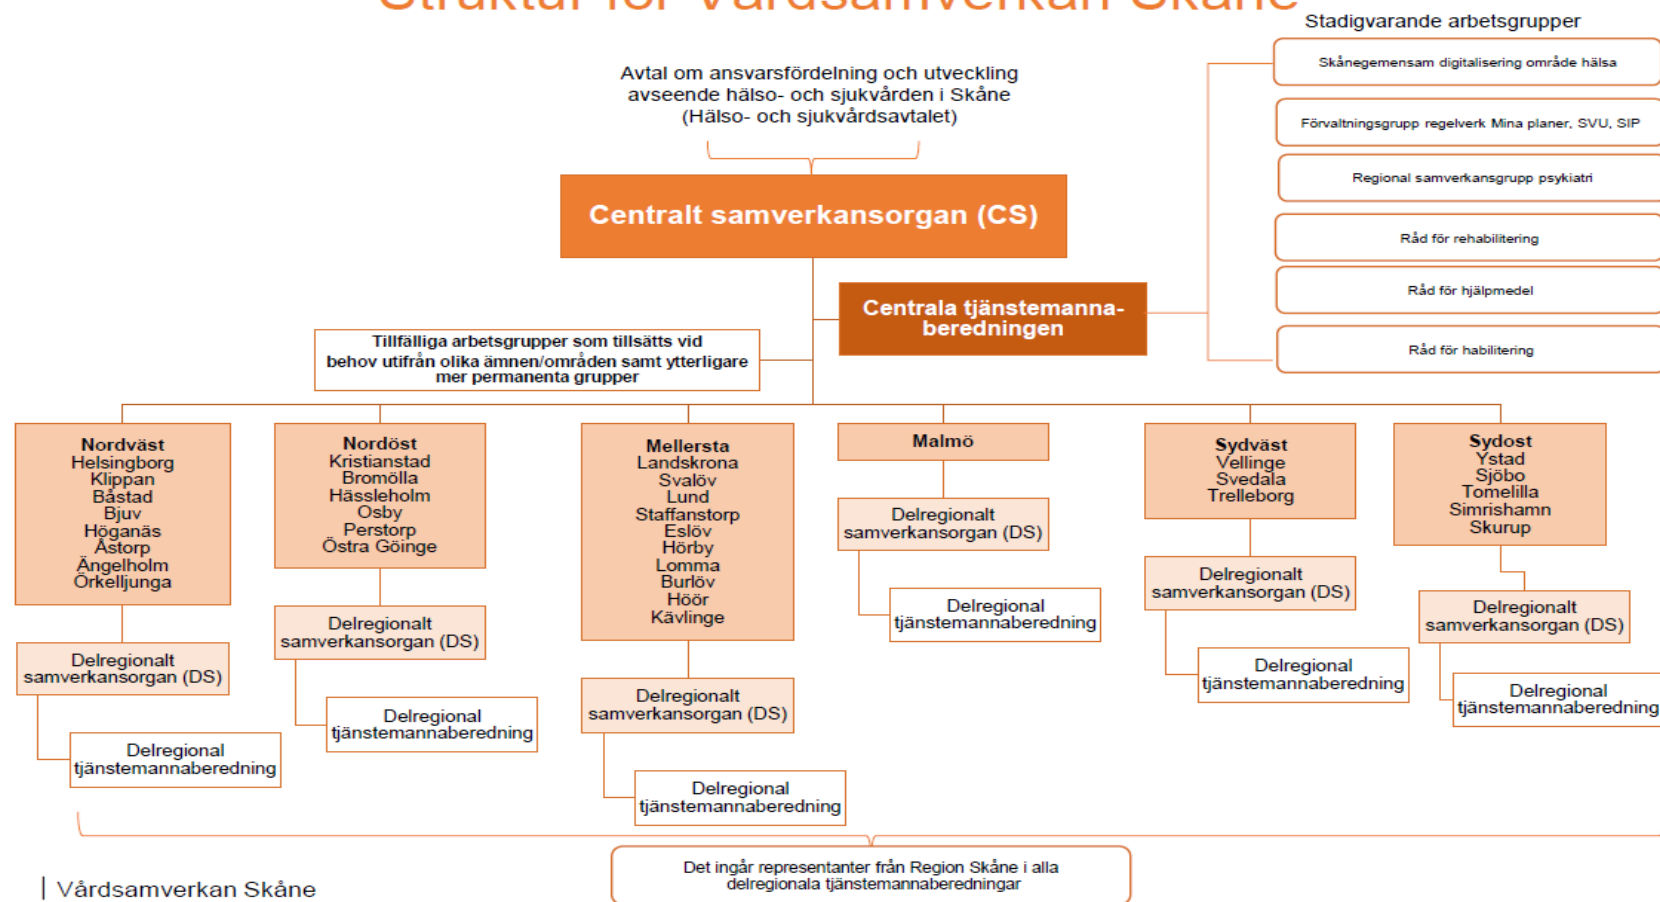 Struktur för Vårdsamverkan Skåne
Stadigvarande arbetsgrupper
Skånegemensam digitalisering område hälsa
Förvaltningsgrupp regelverk Mina planer, SVU, SIP
Regional samverkansgrupp psykiatri
Råd för rehabilitering
Råd för hjälpmedel
Råd för habilitering
Avtal om ansvarsfördelning och utveckling
avseende hälso- och sjukvården i Skåne
(Hälso- och sjukvårdsavtalet)
Centralt samverkansorgan (CS)
Centrala tjänstemanna-
beredningen
Tillfälliga arbetsgrupper som tillsätts vid
behov utifrån olika ämnen/områden samt ytterligare
mer permanenta grupper
Nordväst
Helsingborg
Klippan
Båstad
Bjuv
Höganäs
Åstorp
Ängelholm
Örkelljunga
Delregionalt
samverkansorgan (DS)
Delregional
tjänstemannaberedning
Nordöst
Kristianstad
Bromölla
Hässleholm
Osby
Perstorp
Östra Göinge
Delregionalt
samverkansorgan (DS)
Delregional
tjänstemannaberedning
Mellersta
Landskrona
Svalöv
Lund
Staffanstorp
Eslöv
Hörby
Lomma
Burlöv
Höör
Kävlinge
Delregionalt
samverkansorgan (DS)
Delregional
tjänstemannaberedning
Malmö
Delregionalt
samverkansorgan (DS)
Delregional
tjänstemannaberedning
Sydväst
Vellinge
Svedala
Trelleborg
Delregionalt
samverkansorgan (DS)
Delregional
tjänstemannaberedning
Sydost
Ystad
Sjöbo
Tomelilla
Simrishamn
Skurup
Delregionalt
samverkansorgan (DS)
Delregional
tjänstemannaberedning
Det ingår representanter från Region Skåne i alla
delregionala tjänstemannaberedningar
| Vårdsamverkan Skåne